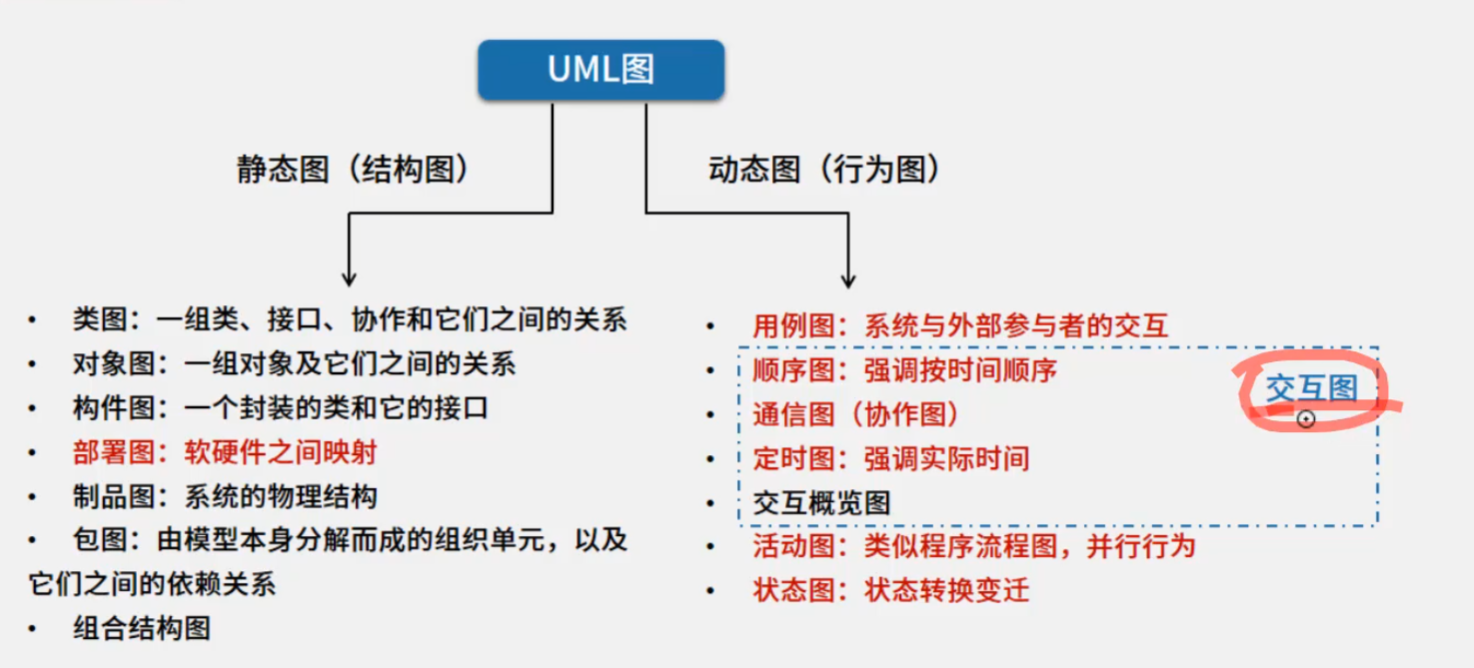 UML图
静态图（结构图）
动态图（行为图）
• 类图：一组类、接口、协作和它们之间的关系
• 对象图：一组对象及它们之间的关系
• 构件图：一个封装的类和它的接口
• 部署图：软硬件之间映射
• 制品图：系统的物理结构
• 包图：由模型本身分解而成的组织单元，以及
它们之间的依赖关系
• 组合结构图
• 用例图：系统与外部参与者的交互
• 顺序图：强调按时间顺序
• 通信图（协作图）
• 定时图：强调实际时间
• 交互概览图
交互图
• 活动图：类似程序流程图，并行行为
• 状态图：状态转换变迁